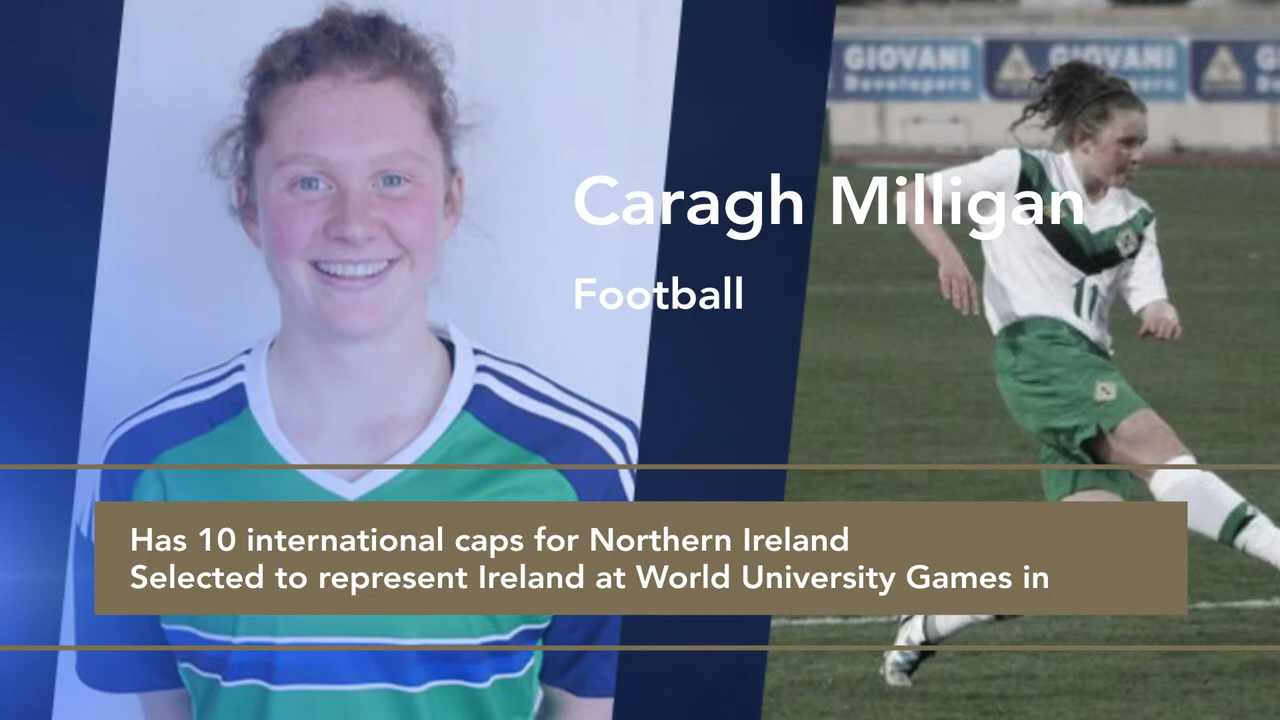 GIOVANI GIOVANI G
Developers Developers
Caragh Milligan
Football
11
Has 10 international caps for Northern Ireland
Selected to represent Ireland at World University Games in